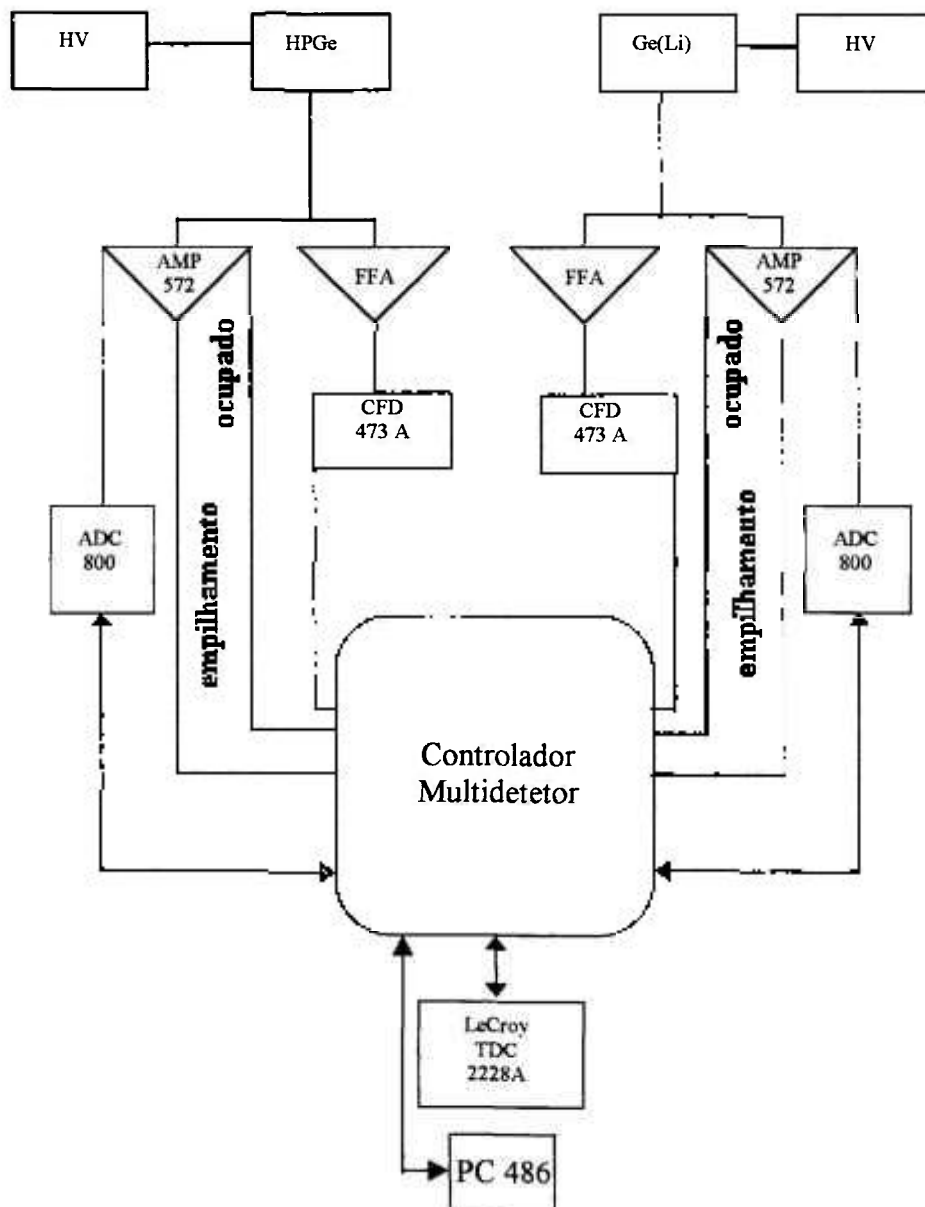 HV
HPGe
Ge(Li)
HV
AMP
572
FFA
FFA
AMP
572
ocupado
ocupado
CFD
473 A
CFD
473 A
empilhamento
empilhamento
ADC
800
ADC
800
Controlador
Multidetetor
LeCroy
TDC
2228A
PC 486